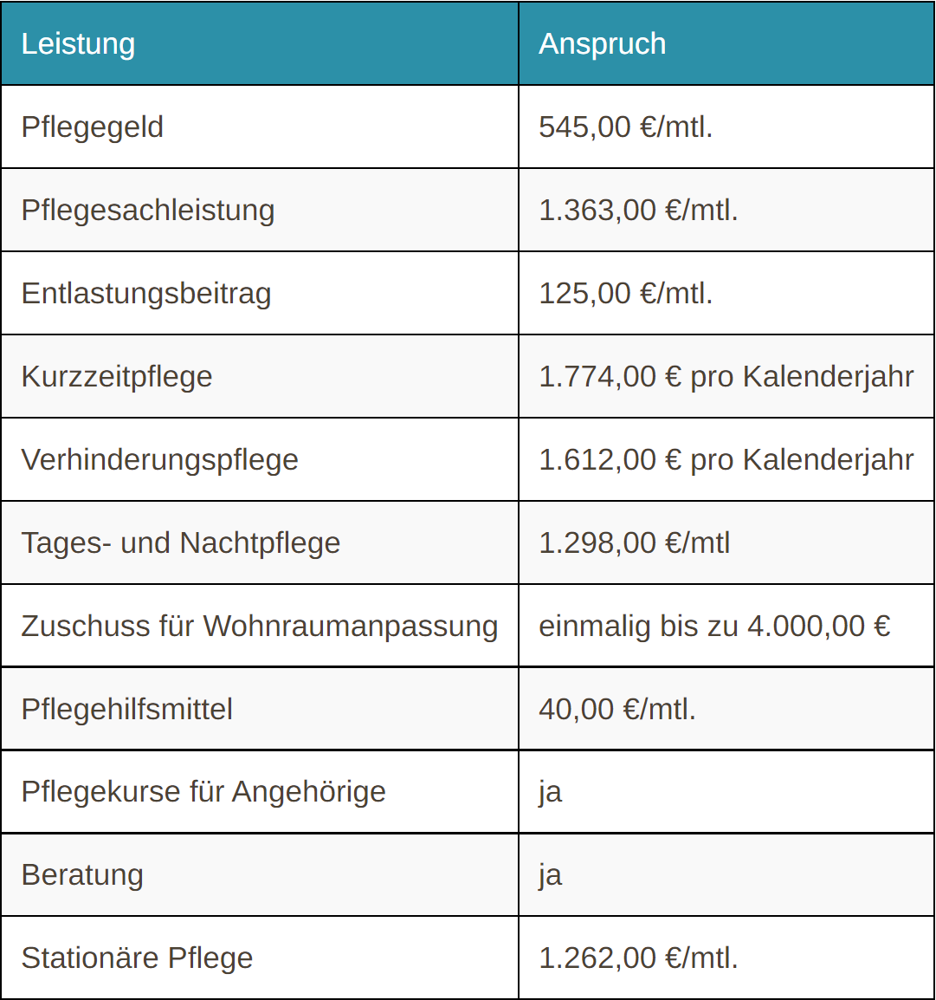 Leistung Anspruch
Pflegegeld 545,00 €/mtl.
Pflegesachleistung 1.363,00 €/mtl.
Entlastungsbeitrag 125,00 €/mtl.
Kurzzeitpflege 1.774,00 € pro Kalenderjahr
Verhinderungspflege 1.612,00 € pro Kalenderjahr
Tages- und Nachtpflege 1.298,00 €/mtl
Zuschuss für Wohnraumanpassung einmalig bis zu 4.000,00 €
Pflegehilfsmittel 40,00 €/mtl.
Pflegekurse für Angehörige ja
Beratung ja
Stationäre Pflege 1.262,00 €/mtl.